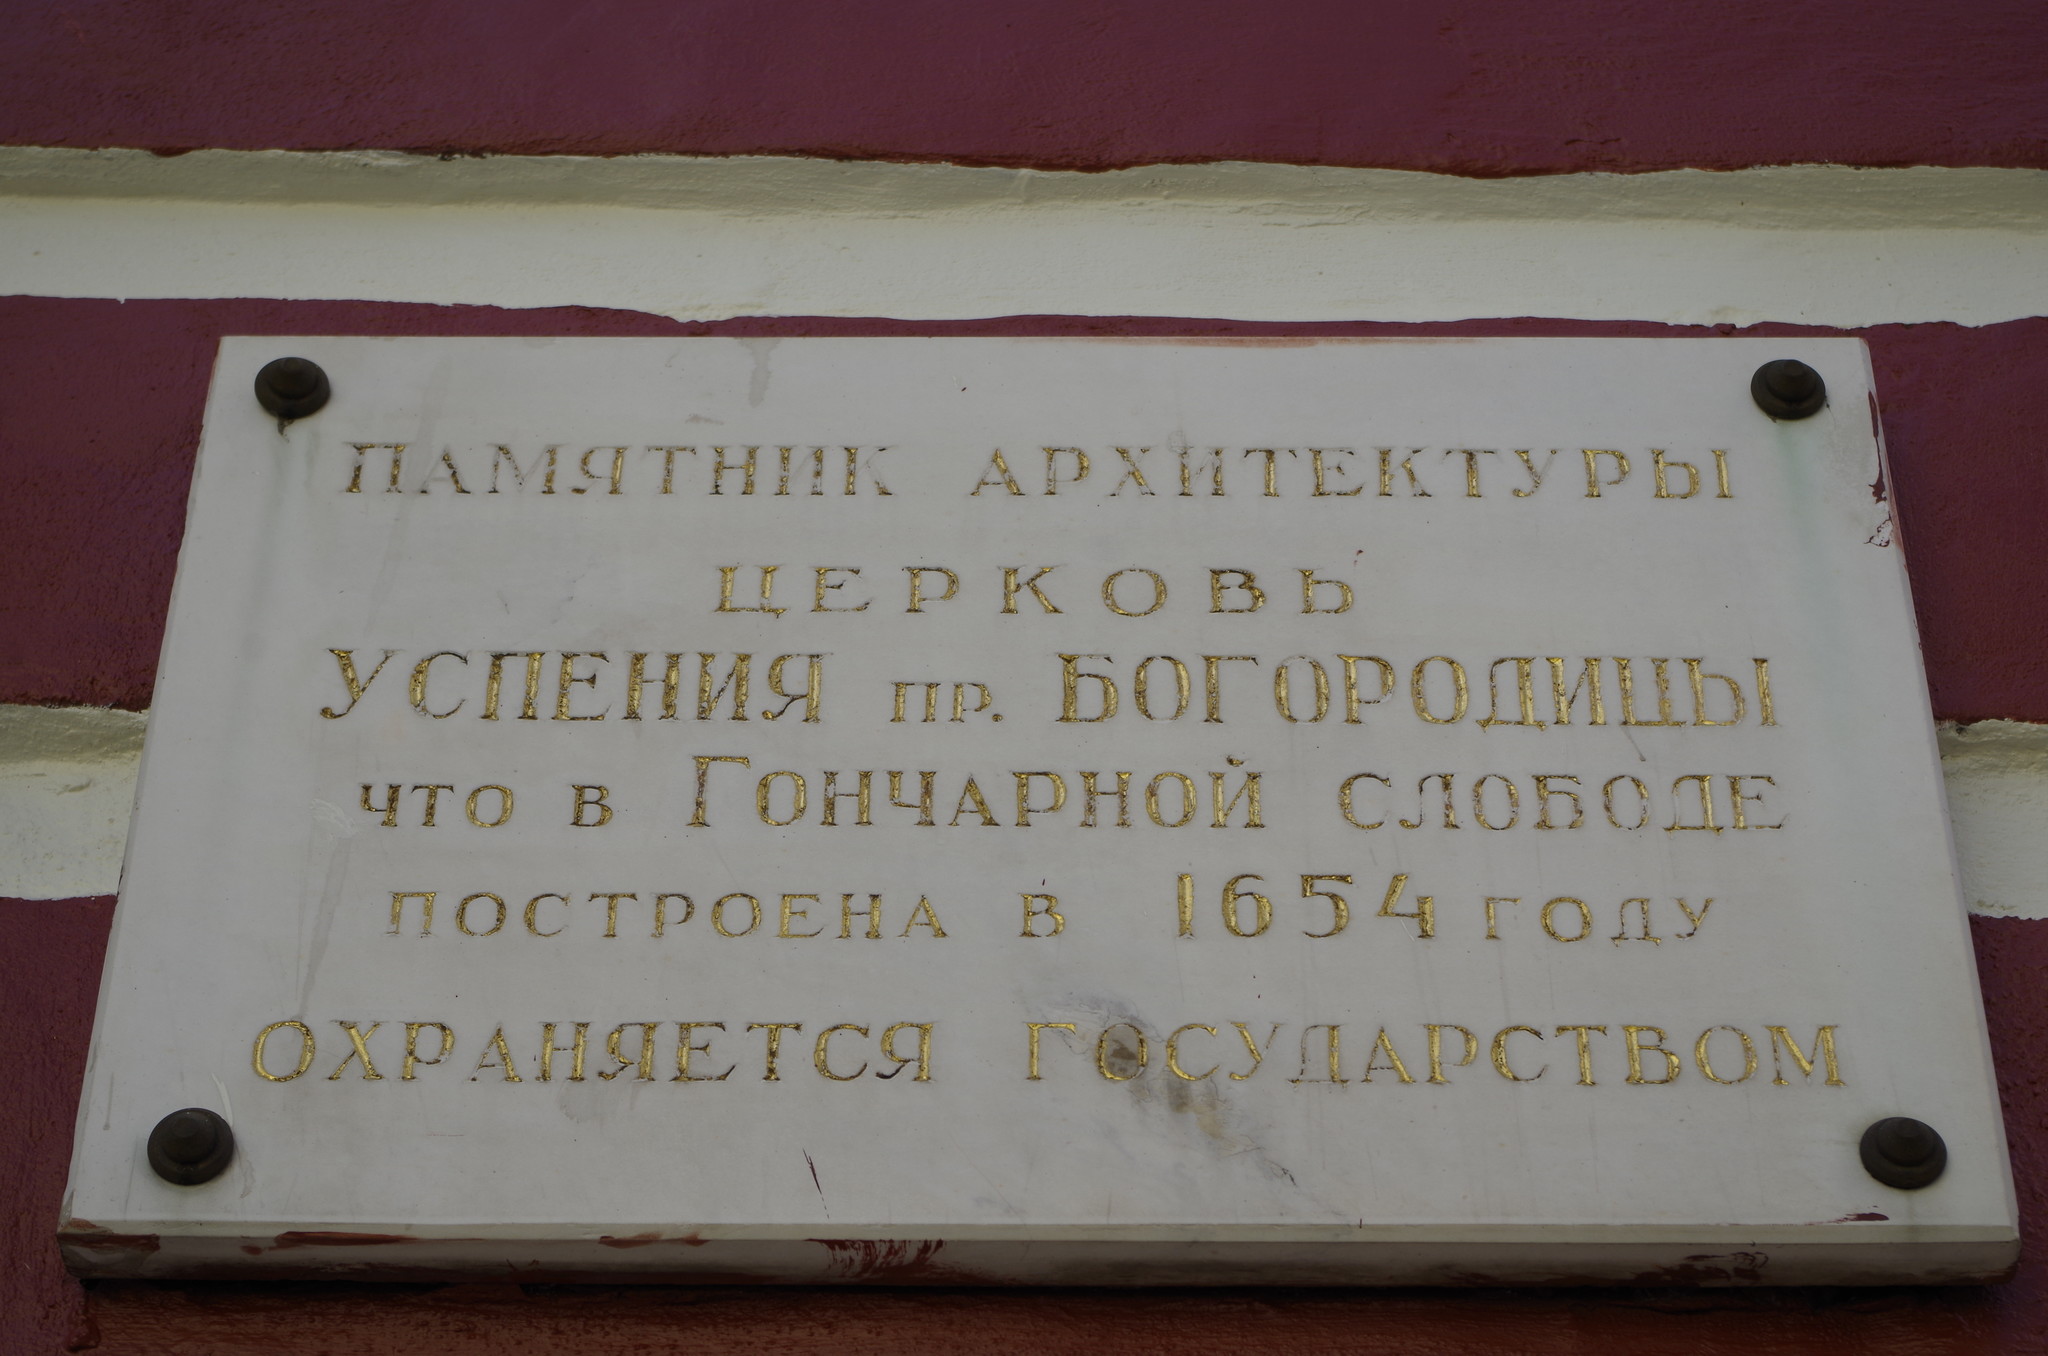 ПАМЯТНИК АРХИТЕКТУРЫ
ЦЕРКОВЬ
УСПЕНИЯ пр. БОГОРОДИЦЫ
что в ГОНЧАРНОЙ СЛОБОДЕ
ПОСТРОЕНА В 1654 ГОДУ
ОХРАНЯЕТСЯ ГОСУДАРСТВОМ